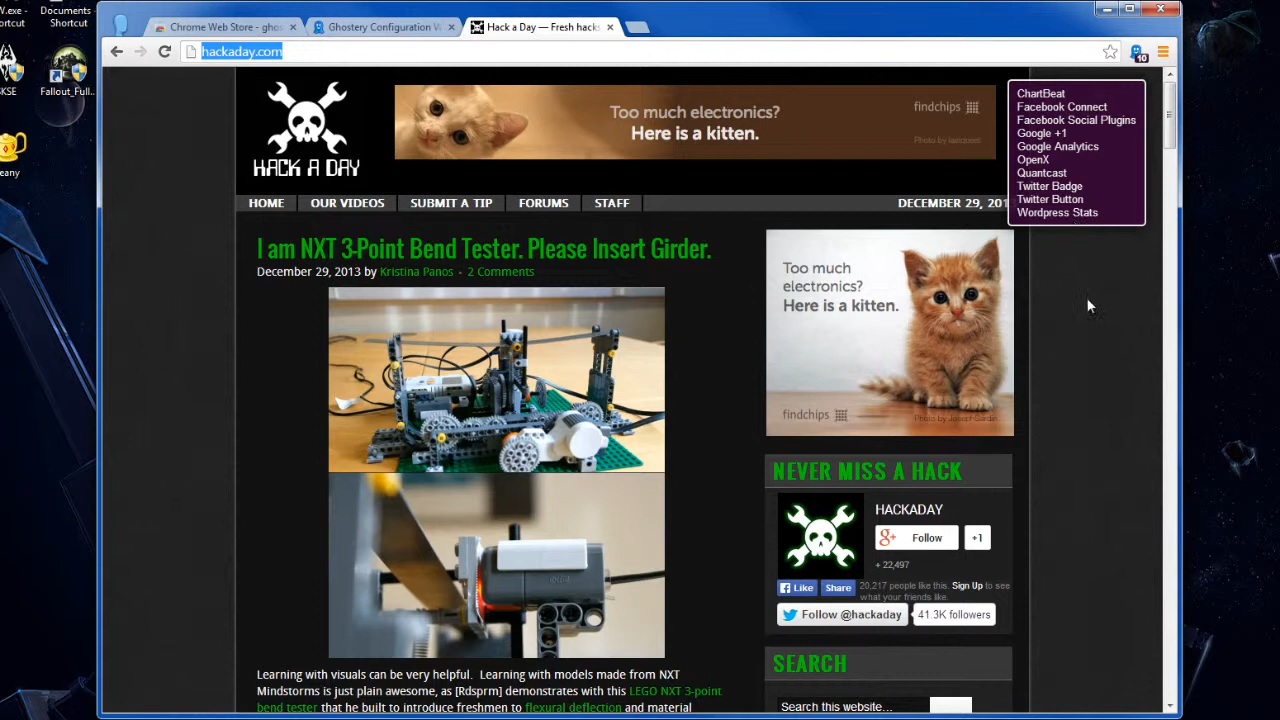 W.exe -
ortcut
Documents -
Shortcut
SKSE
Fallout_Full...
eany
Chrome Web Store - ghos
Ghostery Configuration W
Hack a Day — Fresh hacks
hackaday.com
10
HACK A DAY
Too much electronics?
Here is a kitten.
findchips
ChartBeat
Facebook Connect
Facebook Social Plugins
Google +1
Google Analytics
OpenX
Quantcast
Twitter Badge
Twitter Button
Wordpress Stats
HOME
OUR VIDEOS
SUBMIT A TIP
FORUMS
STAFF
DECEMBER 29, 201
I am NXT 3-Point Bend Tester. Please Insert Girder.
December 29, 2013 by Kristina Panos - 2 Comments
Learning with visuals can be very helpful. Learning with models made from NXT
Mindstorms is just plain awesome, as [Rdsprm] demonstrates with this LEGO NXT 3-point
bend tester that he built to introduce freshmen to flexural deflection and material
Too much
electronics?
Here is a kitten.
findchips
Photo by Joseph Sardin
NEVER MISS A HACK
HACKADAY
g+ Follow
+1
+ 22,497
Like
Share
20,217 people like this. Sign Up to see
what your friends like.
Follow @hackaday
41.3K followers
SEARCH
Search this website...